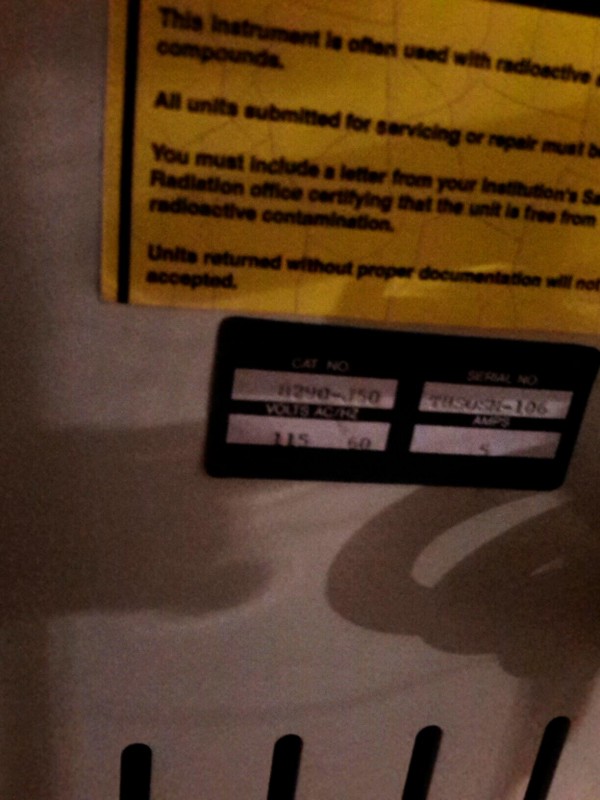 This instrument is often used with radioactive
compounds.
All units submitted for servicing or repair must b
You must include a letter from your institution's Sa
Radiation office certifying that the unit is free from
radioactive contamination.
Units returned without proper documentation will not
accepted.
CAT NO.
SERIAL NO.
VOLTS AC/HZ
AMPS
115 60
5